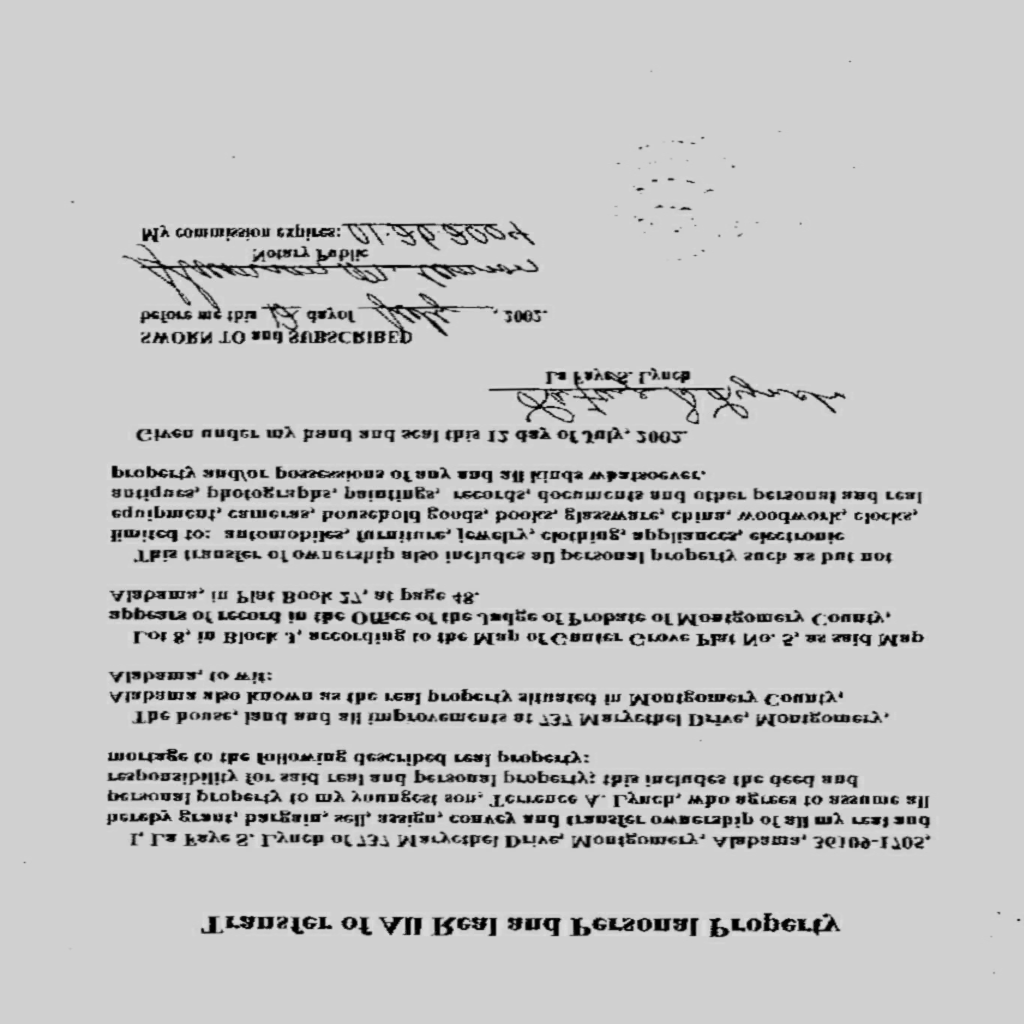 Transfer of All Real and Personal Property
I, La Faye S. Lynch of 737 Maryethel Drive, Montgomery, Alabama, 36109-1705,
hereby grant, bargain, sell, assign, convey and transfer ownership of all my real and
personal property to my youngest son, Terrence A. Lynch, who agrees to assume all
responsibility for said real and personal property; this includes the deed and
mortage to the following described real property:
The house, land and all improvements at 737 Maryethel Drive, Montgomery,
Alabama also known as the real property situated in Montgomery County,
Alabama, to wit:
Lot 8, in Block J, according to the Map of Gunter Grove Plat No. 5, as said Map
appears of record in the Office of the Judge of Probate of Montgomery County,
Alabama, in Plat Book 27, at page 48.
This transfer of ownership also includes all personal property such as but not
limited to: automobiles, furniture, jewelry, clothing, appliances, electronic
equipment, cameras, household goods, books, glassware, china, woodwork, clocks,
antiques, photographs, paintings, records, documents and other personal and real
property and/or possessions of any and all kinds whatsoever.
Given under my hand and seal this 12 day of July, 2002.
La Faye S Lynch
La Faye S. Lynch
SWORN TO and SUBSCRIBED
before me this 12 day of July, 2002.
M.
Notary Public
My commission expires: 01-26-2004